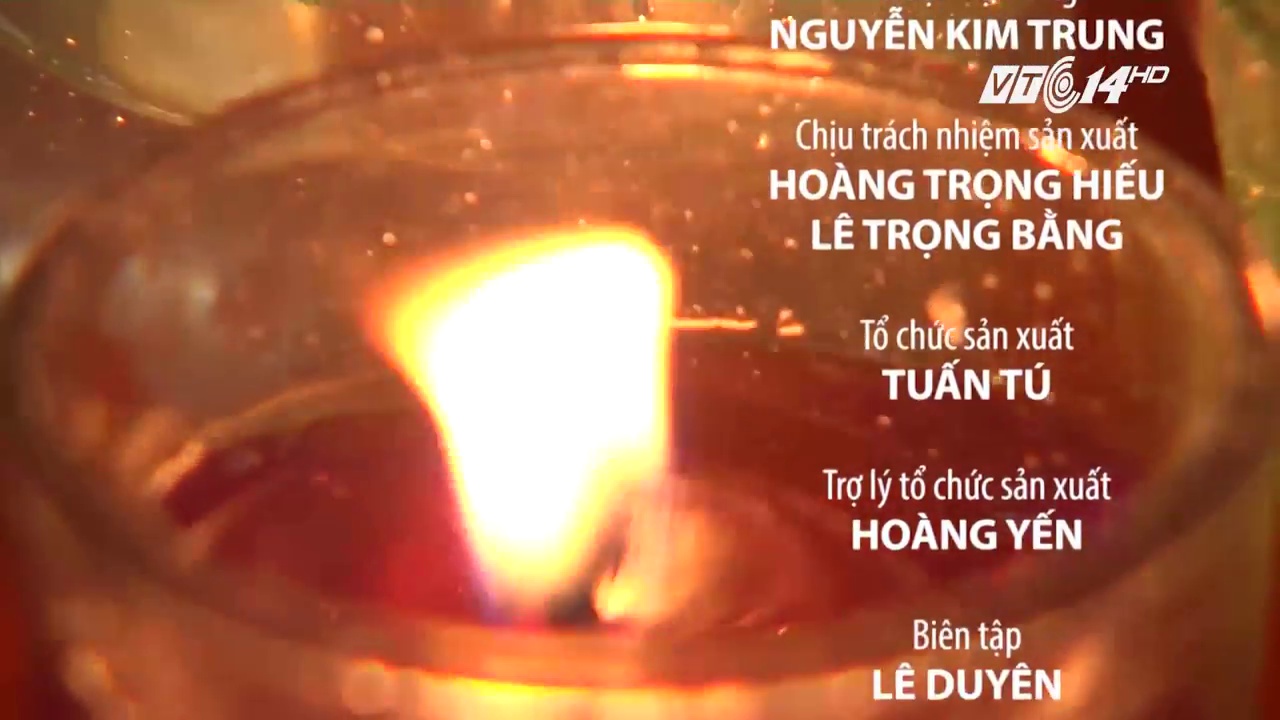 NGUYỄN KIM TRUNG
VTC14HD
Chịu trách nhiệm sản xuất
HOÀNG TRỌNG HIẾU
LÊ TRỌNG BẰNG
Tổ chức sản xuất
TUẤN TÚ
Trợ lý tổ chức sản xuất
HOÀNG YẾN
Biên tập
LÊ DUYÊN